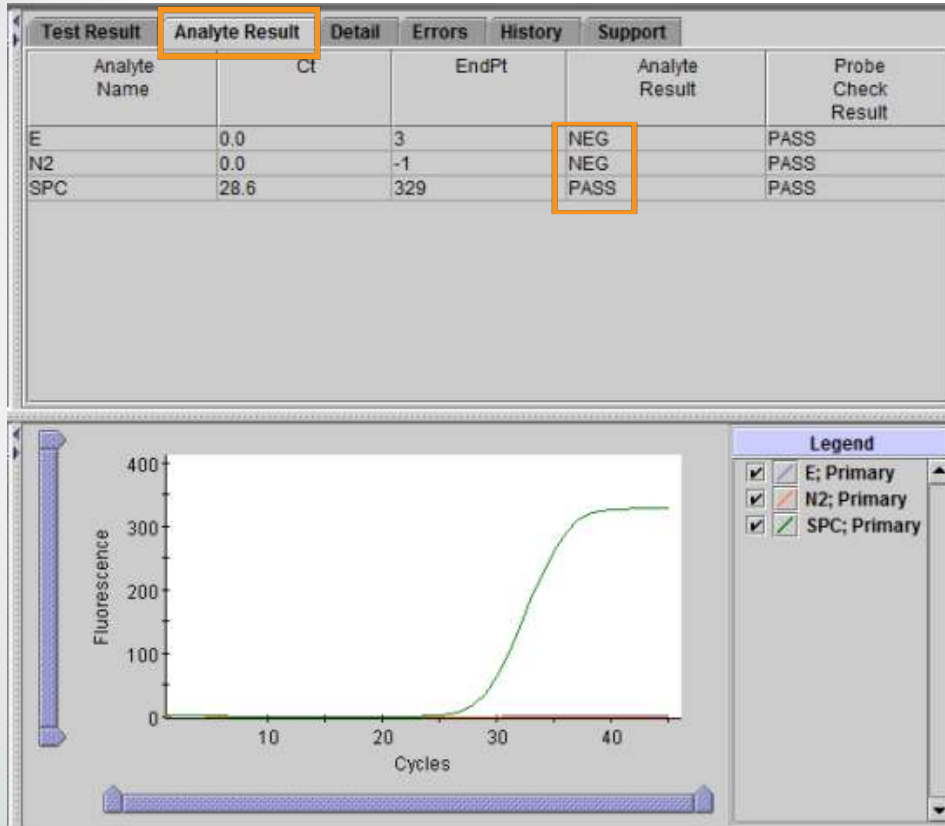 Test Result Analyte Result Detail Errors History Support
Analyte Name Ct EndPt Analyte Result Probe Check Result
E 0.0 3 NEG PASS
N2 0.0 -1 NEG PASS
SPC 28.6 329 PASS PASS
Legend
E; Primary
N2; Primary
SPC; Primary
Fluorescence
400
300
200
100
0
10 20 30 40
Cycles